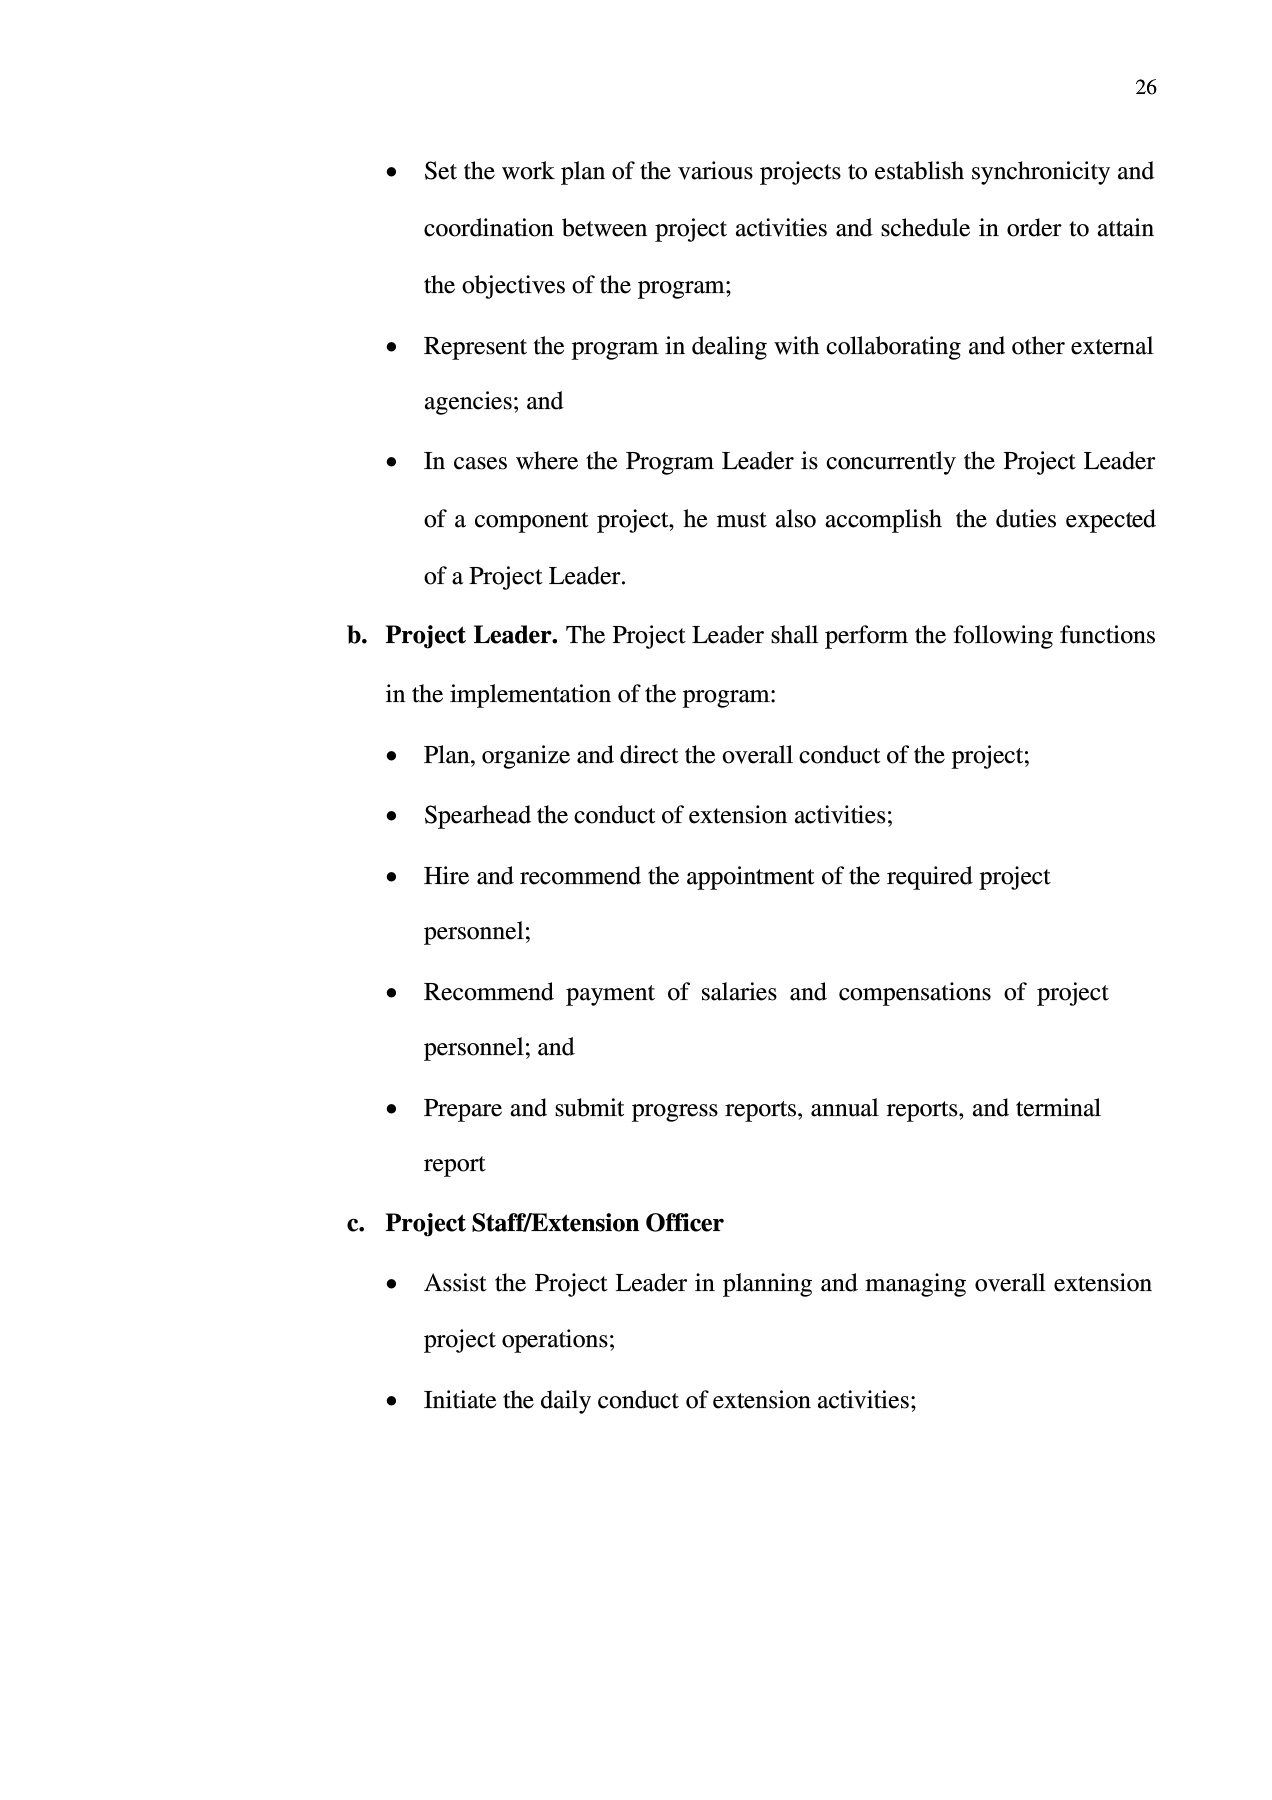 26
• Set the work plan of the various projects to establish synchronicity and
coordination between project activities and schedule in order to attain
the objectives of the program;
• Represent the program in dealing with collaborating and other external
agencies; and
• In cases where the Program Leader is concurrently the Project Leader
of a component project, he must also accomplish the duties expected
of a Project Leader.
b. Project Leader. The Project Leader shall perform the following functions
in the implementation of the program:
• Plan, organize and direct the overall conduct of the project;
• Spearhead the conduct of extension activities;
• Hire and recommend the appointment of the required project
personnel;
• Recommend payment of salaries and compensations of project
personnel; and
• Prepare and submit progress reports, annual reports, and terminal
report
c. Project Staff/Extension Officer
• Assist the Project Leader in planning and managing overall extension
project operations;
• Initiate the daily conduct of extension activities;